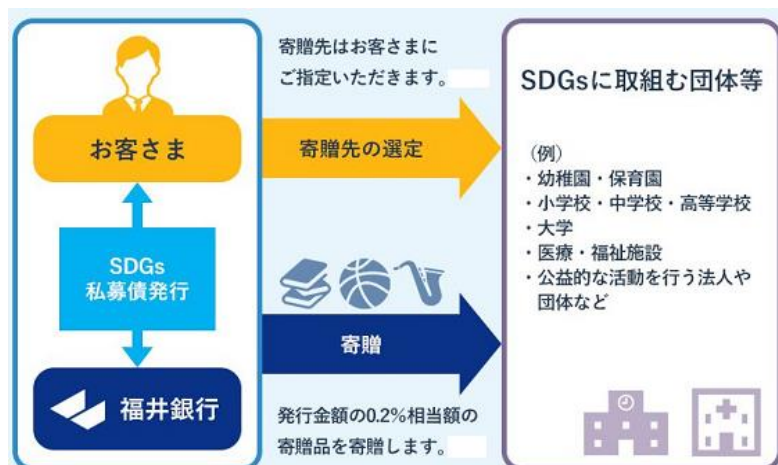 お客さま
SDGs
私募債発行
福井銀行
寄贈先はお客さまに
ご指定いただきます。
寄贈先の選定
寄贈
発行金額の0.2%相当額の
寄贈品を寄贈します。
SDGsに取組む団体等
（例）
・幼稚園・保育園
・小学校・中学校・高等学校
・大学
・医療・福祉施設
・公益的な活動を行う法人や
団体など